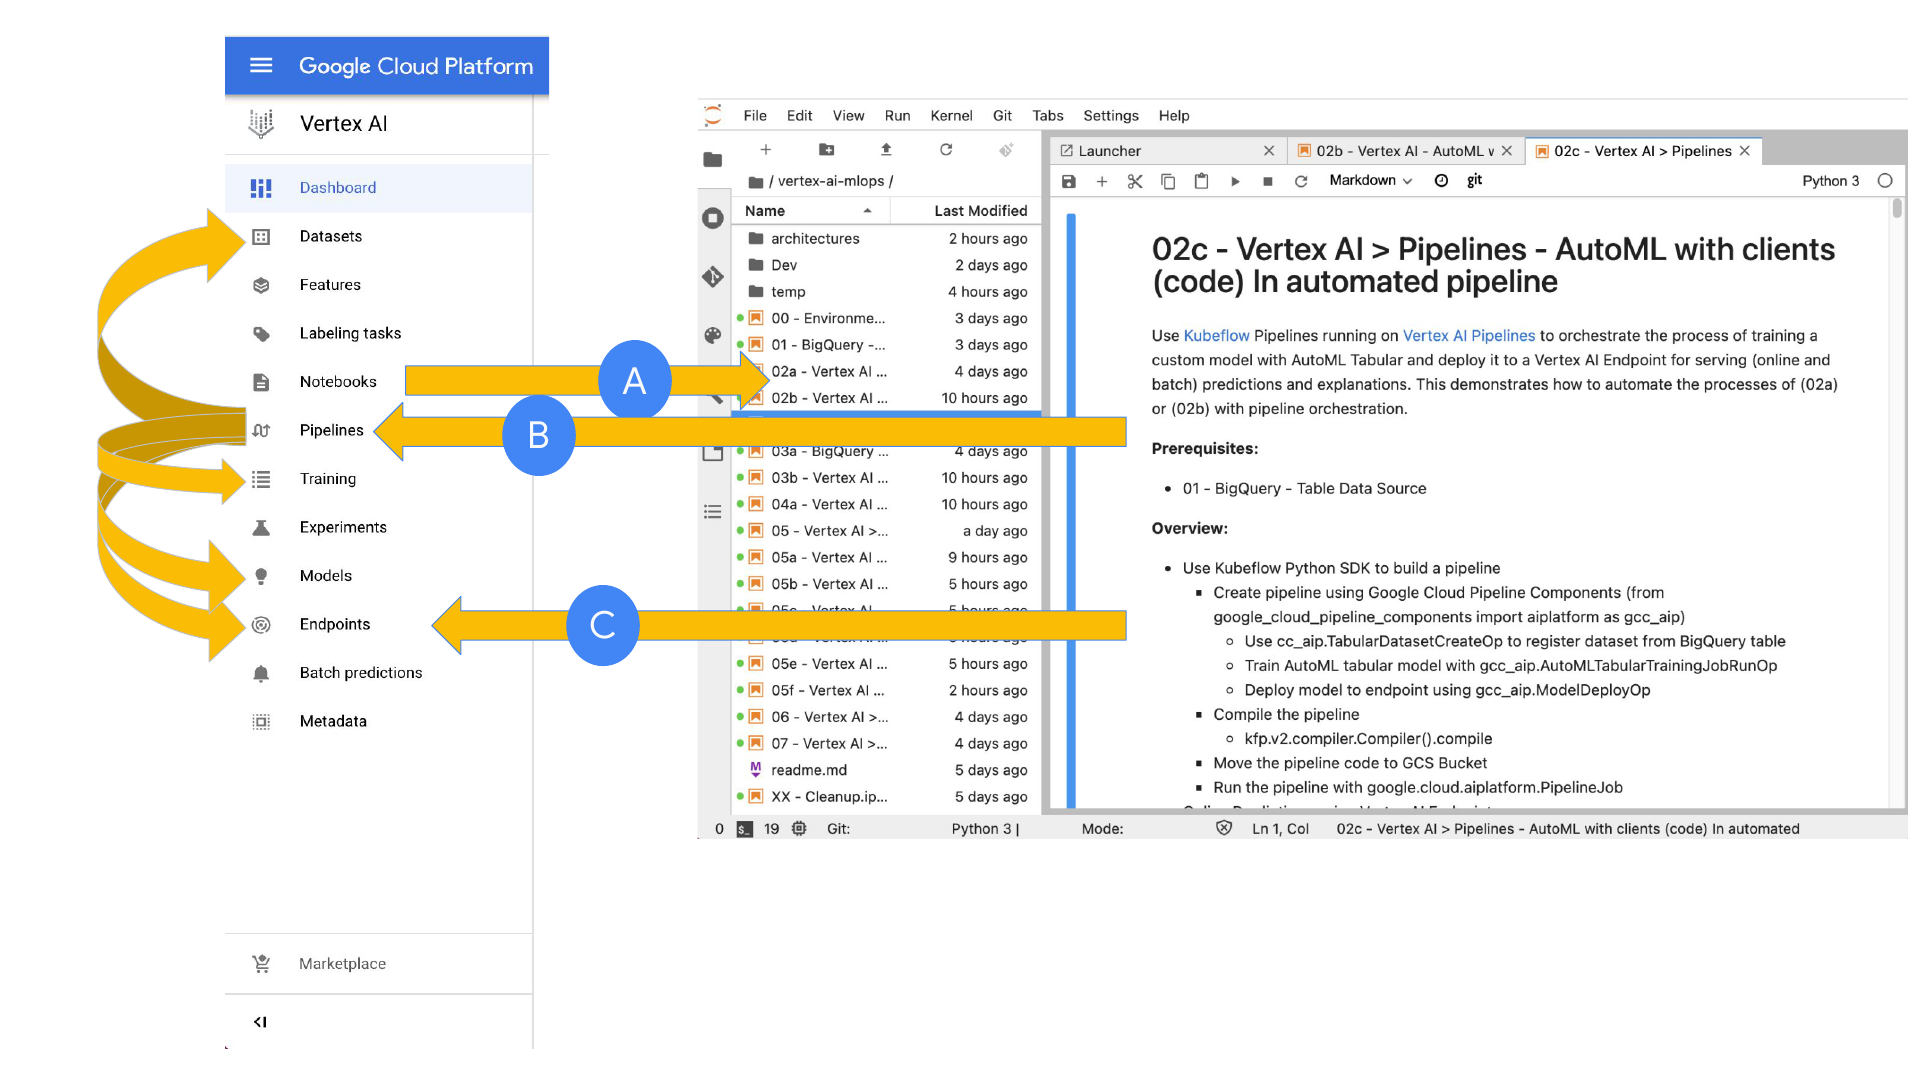 Google Cloud Platform
Vertex AI
Dashboard
Datasets
Features
Labeling tasks
Notebooks
Pipelines
Training
Experiments
Models
Endpoints
Batch predictions
Metadata
Marketplace
A
B
C
File Edit View Run Kernel Git Tabs Settings Help
/ vertex-ai-mlops /
Name Last Modified
architectures 2 hours ago
Dev 2 days ago
temp 4 hours ago
00 - Environme... 3 days ago
01 - BigQuery -... 3 days ago
02a - Vertex AI ... 4 days ago
02b - Vertex AI ... 10 hours ago
03a - BigQuery ... 4 days ago
03b - Vertex AI ... 10 hours ago
04a - Vertex AI ... 10 hours ago
05 - Vertex AI >... a day ago
05a - Vertex AI ... 9 hours ago
05b - Vertex AI ... 5 hours ago
05e - Vertex AI ... 5 hours ago
05f - Vertex AI ... 2 hours ago
06 - Vertex AI >... 4 days ago
07 - Vertex AI >... 4 days ago
readme.md 5 days ago
XX - Cleanup.ip... 5 days ago
Launcher
02b - Vertex AI - AutoML
02c - Vertex AI > Pipelines
Markdown git Python 3
02c - Vertex AI > Pipelines - AutoML with clients
(code) In automated pipeline
Use Kubeflow Pipelines running on Vertex AI Pipelines to orchestrate the process of training a
custom model with AutoML Tabular and deploy it to a Vertex AI Endpoint for serving (online and
batch) predictions and explanations. This demonstrates how to automate the processes of (02a)
or (02b) with pipeline orchestration.
Prerequisites:
• 01 - BigQuery - Table Data Source
Overview:
• Use Kubeflow Python SDK to build a pipeline
▪ Create pipeline using Google Cloud Pipeline Components (from
google_cloud_pipeline_components import aiplatform as gcc_aip)
◦ Use cc_aip.TabularDatasetCreateOp to register dataset from BigQuery table
◦ Train AutoML tabular model with gcc_aip.AutoMLTabularTrainingJobRunOp
◦ Deploy model to endpoint using gcc_aip.ModelDeployOp
▪ Compile the pipeline
◦ kfp.v2.compiler.Compiler().compile
▪ Move the pipeline code to GCS Bucket
▪ Run the pipeline with google.cloud.aiplatform.PipelineJob
0 $_ 19 Git: Python 3 | Mode: Ln 1, Col 02c - Vertex AI > Pipelines - AutoML with clients (code) In automated